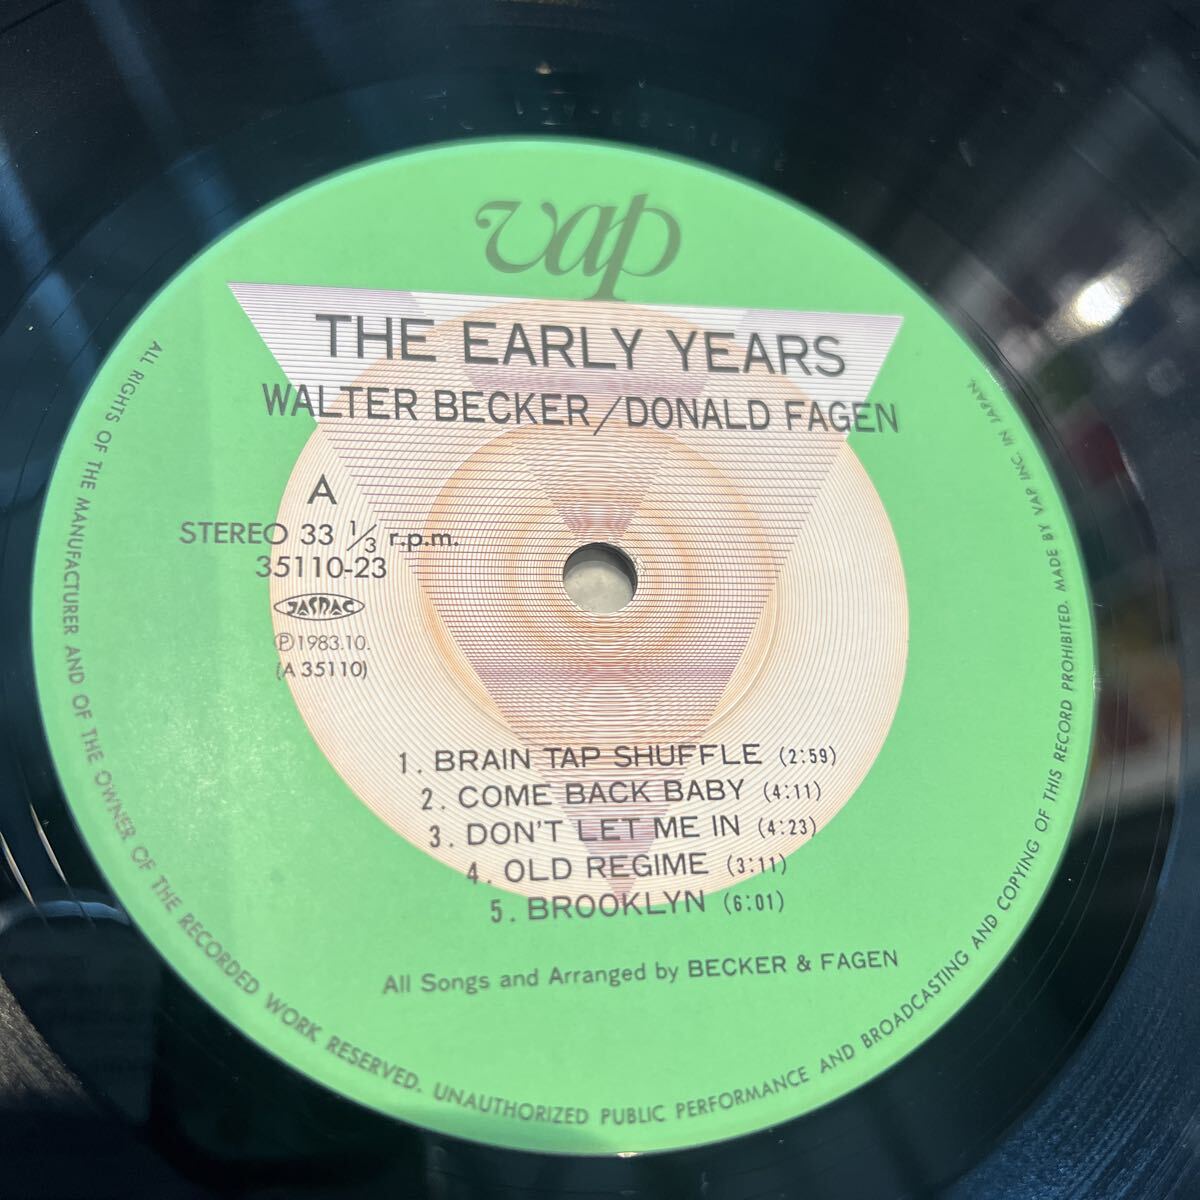 vap
THE EARLY YEARS
WALTER BECKER/DONALD FAGEN
A
STEREO 33 1/3 r.p.m.
35110-23
JASRAC
Ⓟ1983.10
(A 35110)
1. BRAIN TAP SHUFFLE (2:59)
2. COME BACK BABY (4:11)
3. DON'T LET ME IN (4:23)
4. OLD REGIME (3:11)
5. BROOKLYN (6:01)
All Songs and Arranged by BECKER & FAGEN
ALL RIGHTS OF THE MANUFACTURER AND OF THE OWNER OF THE RECORDED WORK RESERVED. UNAUTHORIZED PUBLIC PERFORMANCE AND BROADCASTING AND COPYING OF THIS RECORD PROHIBITED. MADE BY VAP INC. IN JAPAN.